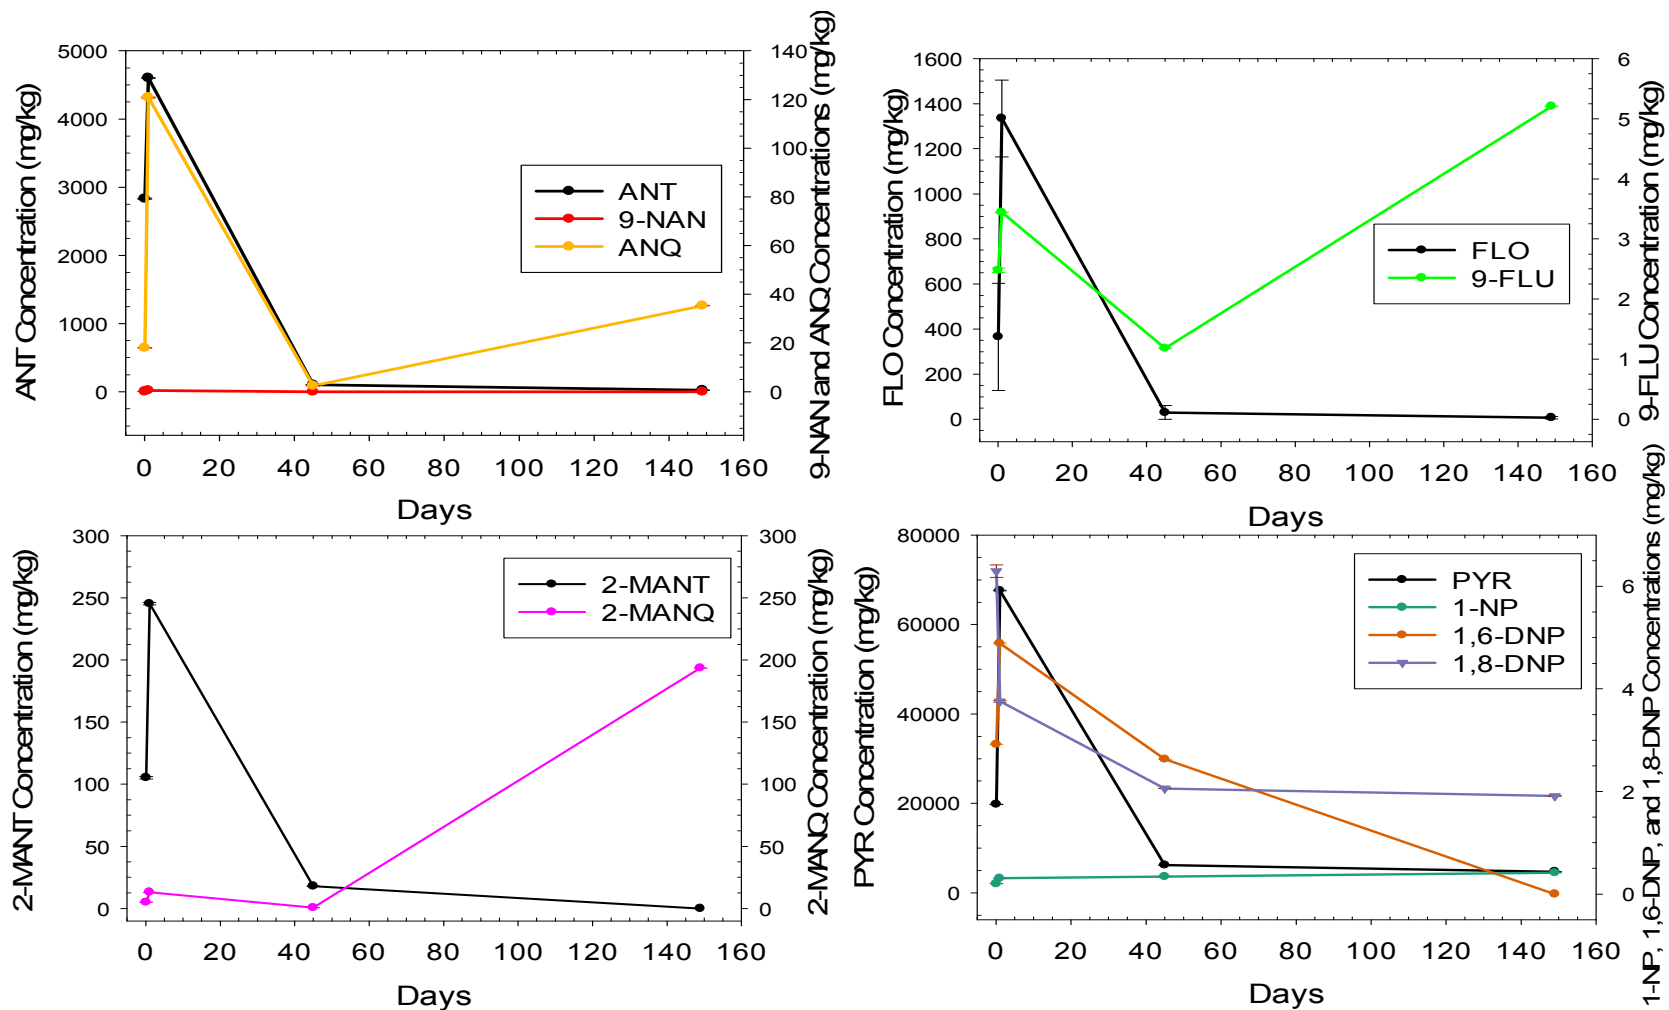 ANT Concentration (mg/kg)
5000
4000
3000
2000
1000
0
140
120
100
80
60
40
20
0
9-NAN and ANQ Concentrations (mg/kg)
ANT
9-NAN
ANQ
0 20 40 60 80 100 120 140 160
Days
FLO Concentration (mg/kg)
1600
1400
1200
1000
800
600
400
200
0
6
5
4
3
2
1
0
9-FLU Concentration (mg/kg)
FLO
9-FLU
0 20 40 60 80 100 120 140 160
Days
2-MANT Concentration (mg/kg)
300
250
200
150
100
50
0
300
250
200
150
100
50
0
2-MANQ Concentration (mg/kg)
2-MANT
2-MANQ
0 20 40 60 80 100 120 140 160
Days
PYR Concentration (mg/kg)
80000
60000
40000
20000
0
6
4
2
0
1-NP, 1,6-DNP, and 1,8-DNP Concentrations (mg/kg)
PYR
1-NP
1,6-DNP
1,8-DNP
0 20 40 60 80 100 120 140 160
Days